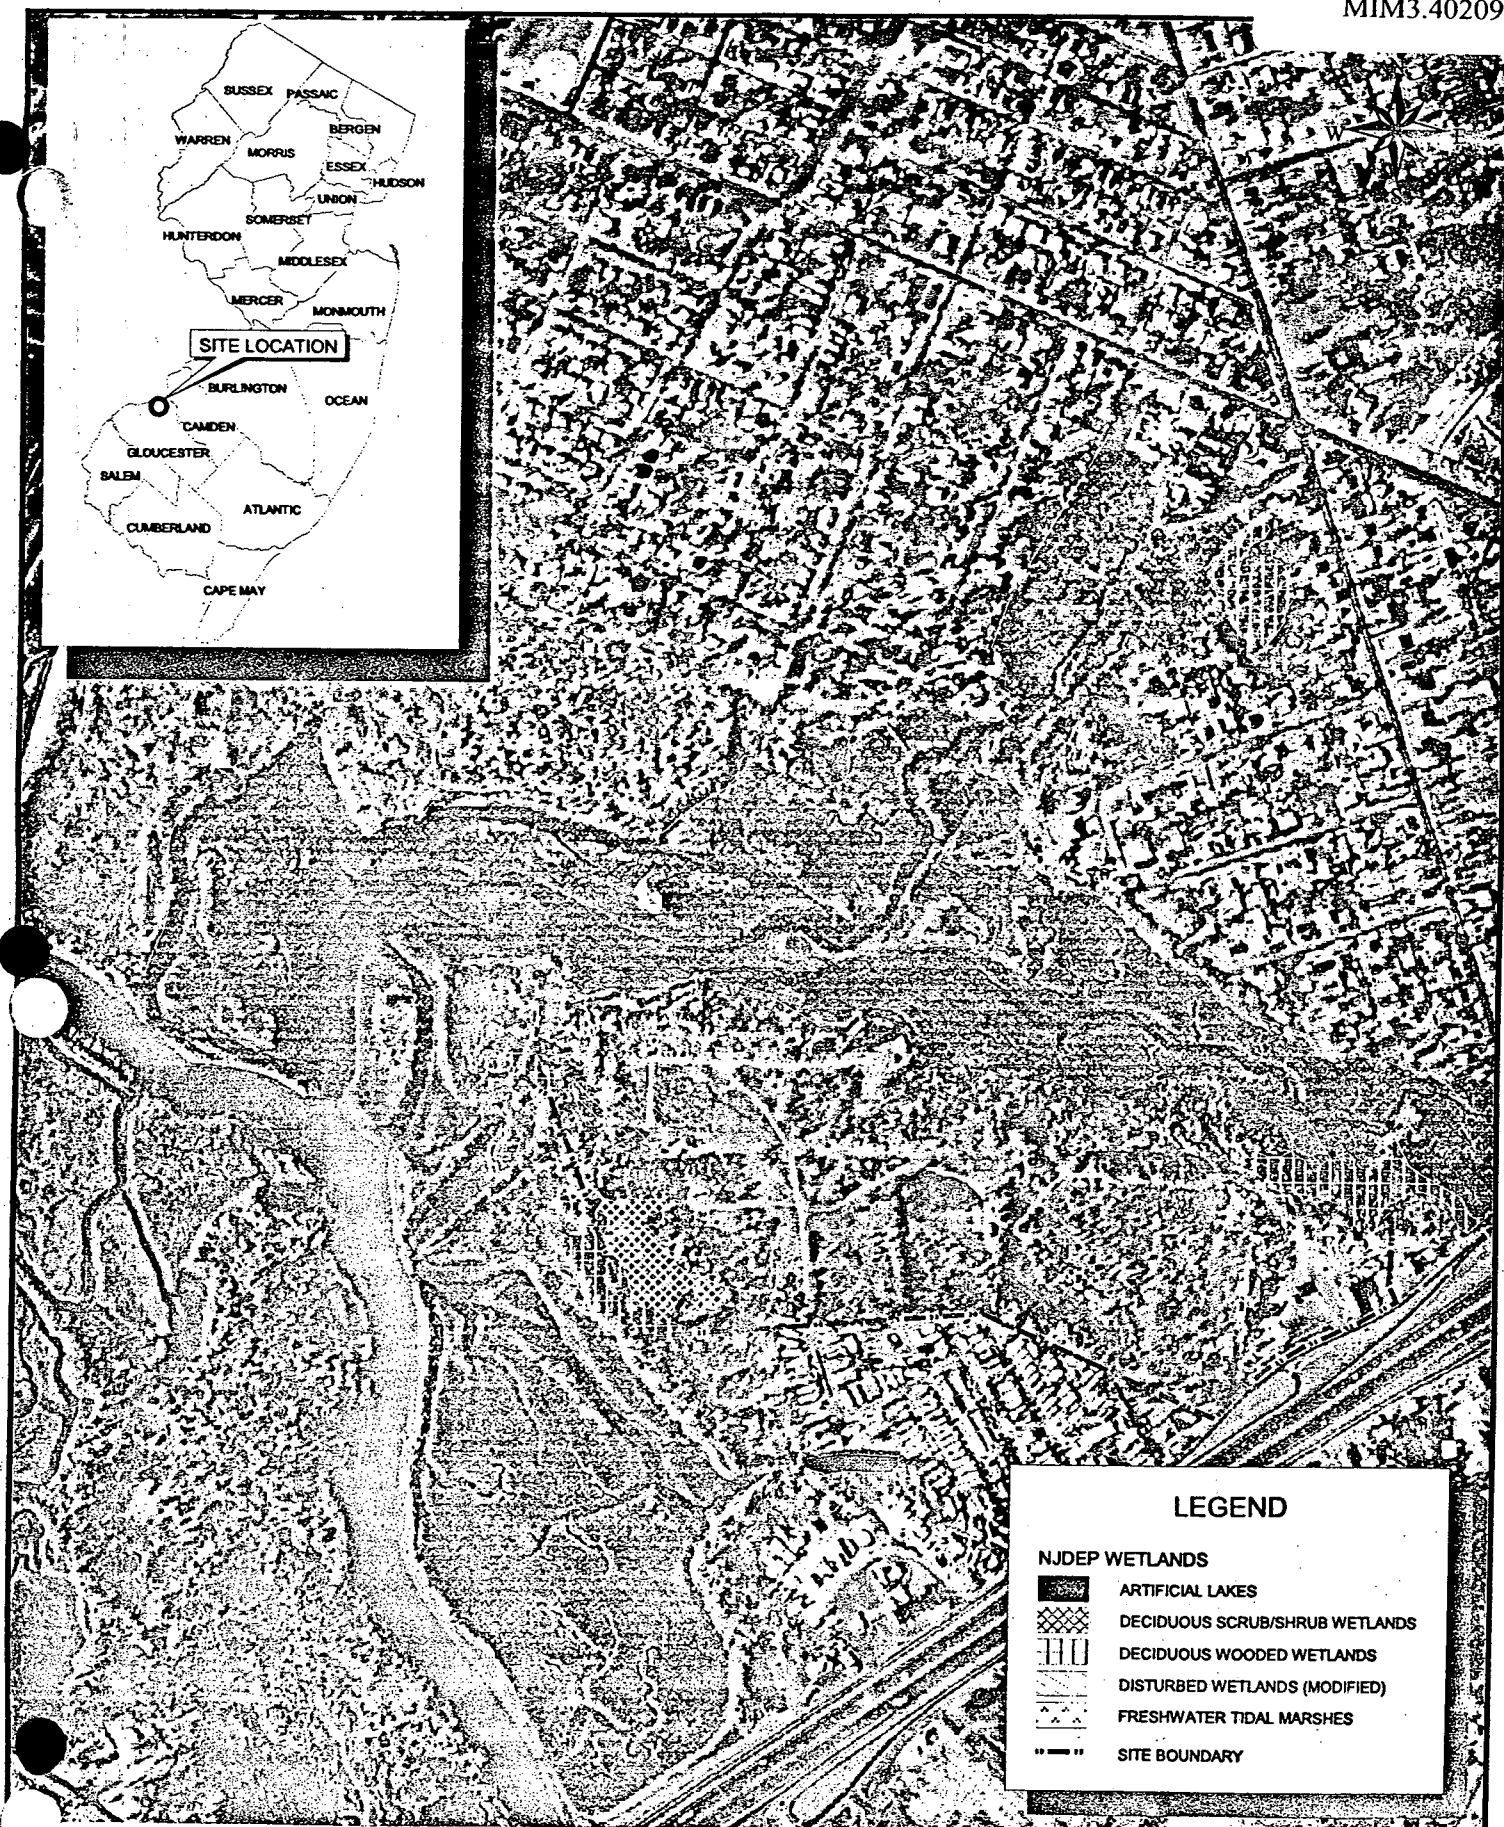 MIM3.40209
SUSSEX
PASSAIC
BERGEN
WARREN
MORRIS
ESSEX
HUDSON
UNION
SOMERSET
HUNTERDON
MIDDLESEX
MERCER
MONMOUTH
SITE LOCATION
BURLINGTON
OCEAN
CAMDEN
GLOUCESTER
SALEM
ATLANTIC
CUMBERLAND
CAPE MAY
W
E
LEGEND
NJDEP WETLANDS
ARTIFICIAL LAKES
DECIDUOUS SCRUB/SHRUB WETLANDS
DECIDUOUS WOODED WETLANDS
DISTURBED WETLANDS (MODIFIED)
FRESHWATER TIDAL MARSHES
SITE BOUNDARY